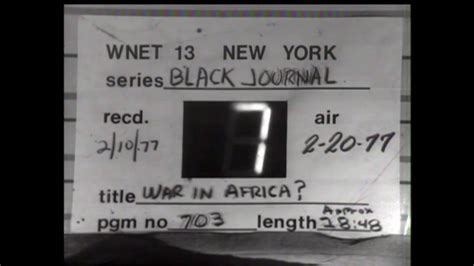 WNET 13 NEW YORK
series BLACK JOURNAL
recd. air
2/10/77 7 2-20-77
title WAR IN AFRICA?
Approx
pgm no 703 length 28:48